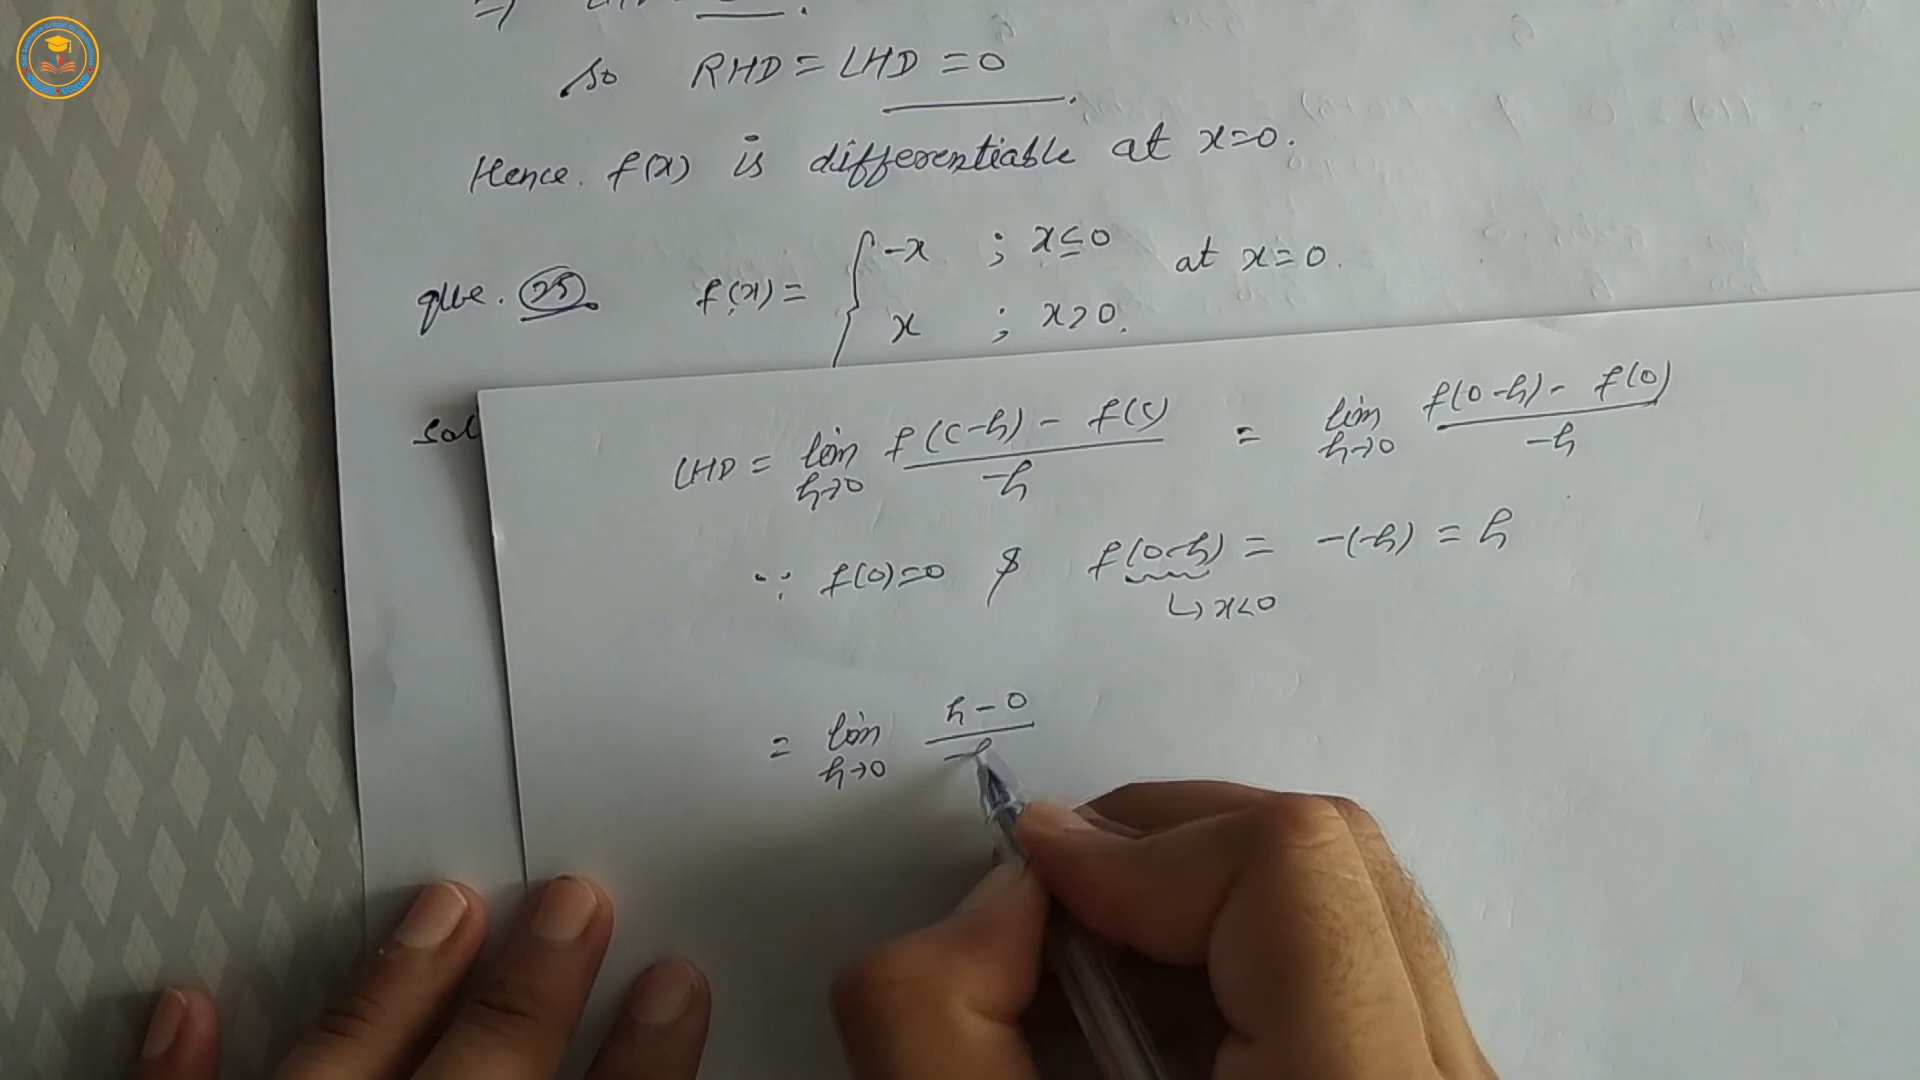 so RHD = LHD = 0.
Hence. f(x) is differentiable at x=0.
que. 25. f(x) = { -x ; x≤0 at x=0.
x ; x>0.
sol
LHD = lim h→0 f(c-h) - f(c) / -h = lim h→0 f(0-h) - f(0) / -h
∵ f(0)=0 & f(0-h) = -(-h) = h
↳ x<0
= lim h→0 h-0 / -h